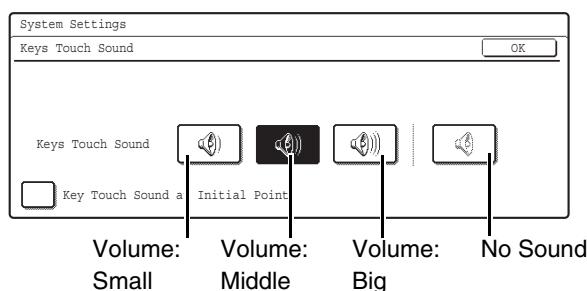 System Settings
Keys Touch Sound
OK
Keys Touch Sound
Key Touch Sound at Initial Point
Volume: Small
Volume: Middle
Volume: Big
No Sound